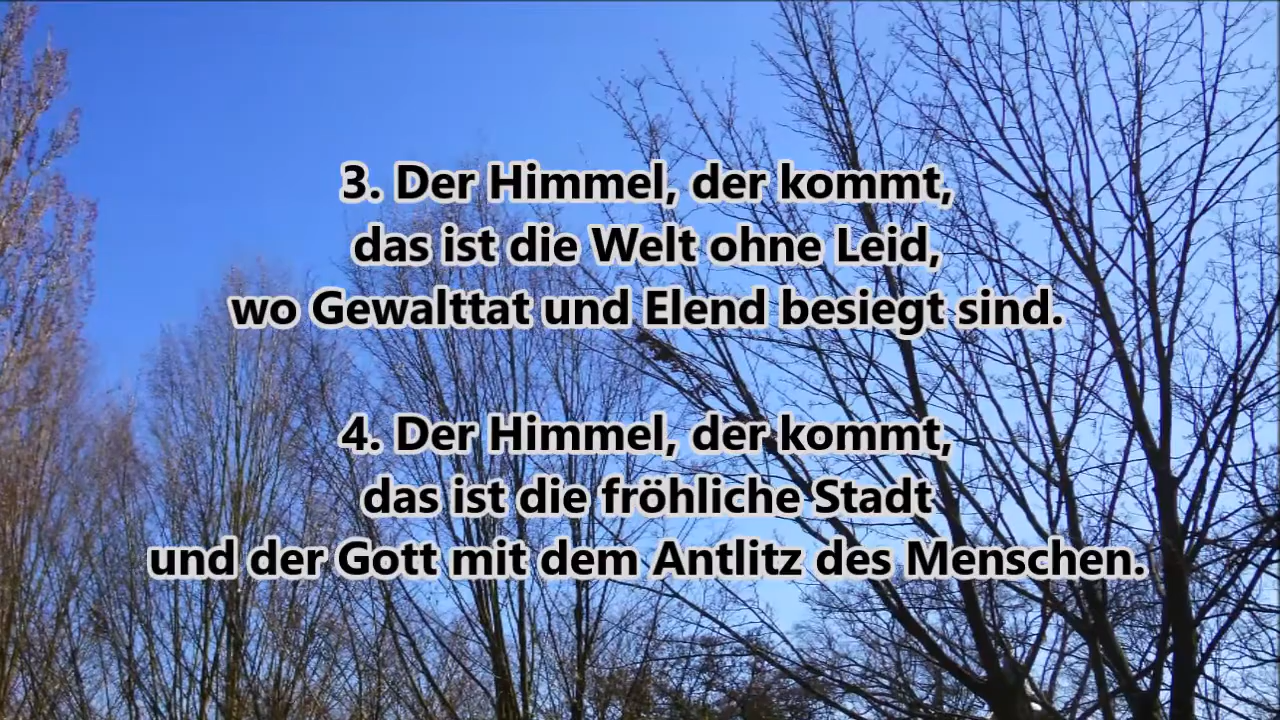 3. Der Himmel, der kommt,
das ist die Welt ohne Leid,
wo Gewalttat und Elend besiegt sind.
4. Der Himmel, der kommt,
das ist die fröhliche Stadt
und der Gott mit dem Antlitz des Menschen.